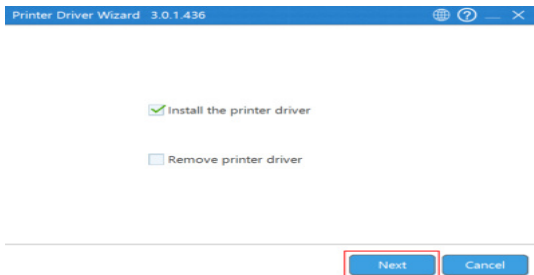 Printer Driver Wizard 3.0.1.436
Install the printer driver
Remove printer driver
Next Cancel